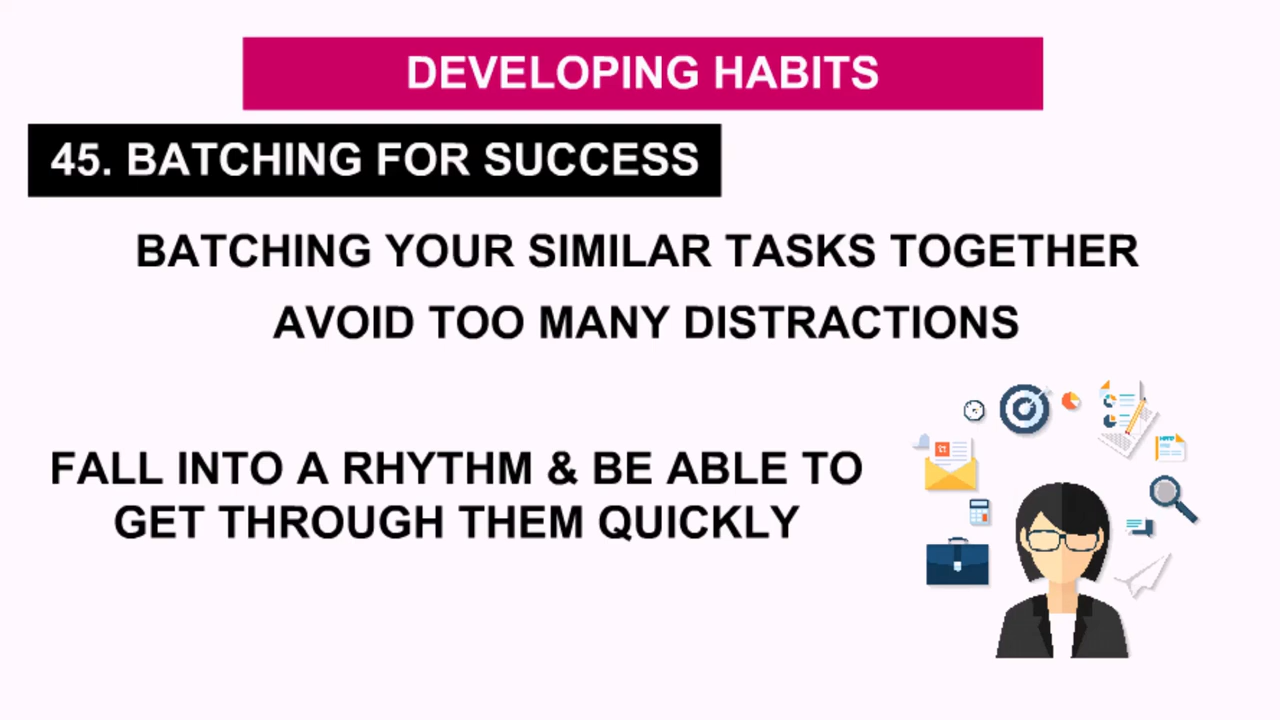 DEVELOPING HABITS
45. BATCHING FOR SUCCESS
BATCHING YOUR SIMILAR TASKS TOGETHER
AVOID TOO MANY DISTRACTIONS
FALL INTO A RHYTHM & BE ABLE TO
GET THROUGH THEM QUICKLY